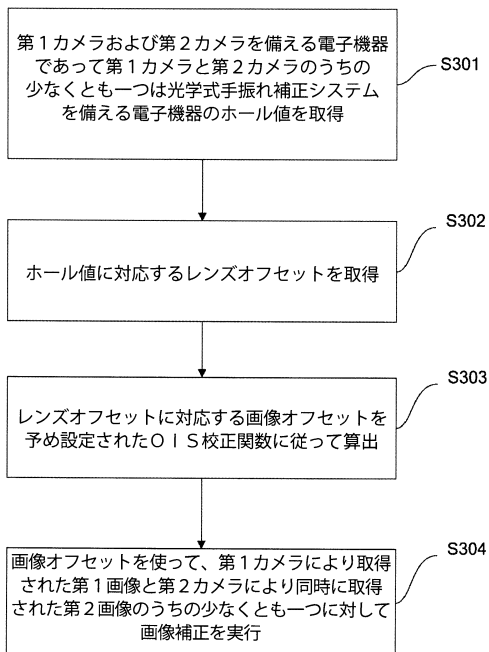 第１カメラおよび第２カメラを備える電子機器
であって第１カメラと第２カメラのうちの
少なくとも一つは光学式手振れ補正システム
を備える電子機器のホール値を取得
S301
ホール値に対応するレンズオフセットを取得
S302
レンズオフセットに対応する画像オフセットを
予め設定されたＯＩＳ校正関数に従って算出
S303
画像オフセットを使って、第１カメラにより取得
された第１画像と第２カメラにより同時に取得
された第２画像のうちの少なくとも一つに対して
画像補正を実行
S304